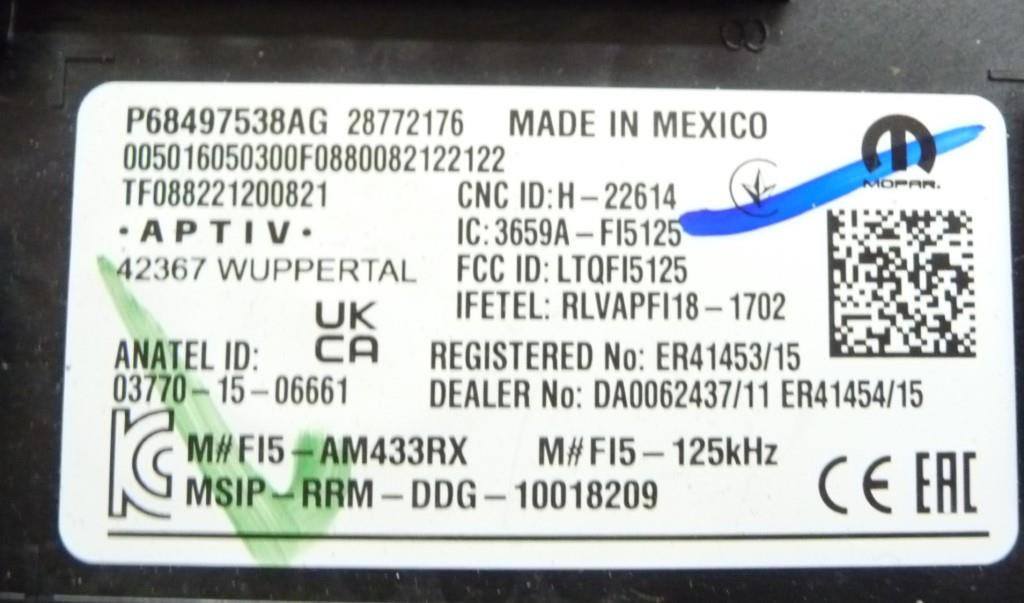 8
P68497538AG 28772176 MADE IN MEXICO
005016050300F0880082122122
TF088221200821 CNC ID: H-22614
MOPAR.
·APTIV· IC: 3659A-FI5125
42367 WUPPERTAL FCC ID: LTQFI5125
IFETEL: RLVAPFI18-1702
UK
CA
ANATEL ID: REGISTERED No: ER41453/15
03770-15-06661 DEALER No: DA0062437/11 ER41454/15
KC M#FI5-AM433RX M#FI5-125kHz
MSIP-RRM-DDG-10018209 CE EAC